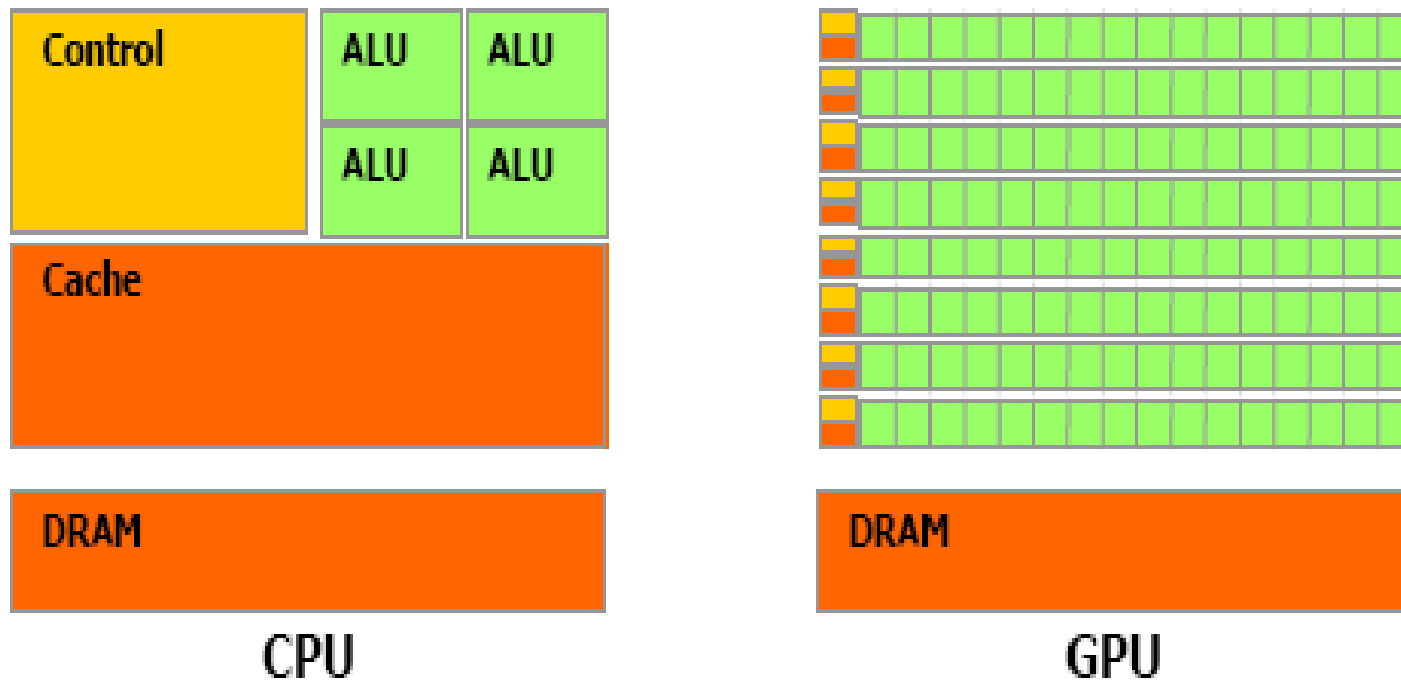 Control
ALU ALU
ALU ALU
Cache
DRAM
DRAM
CPU
GPU